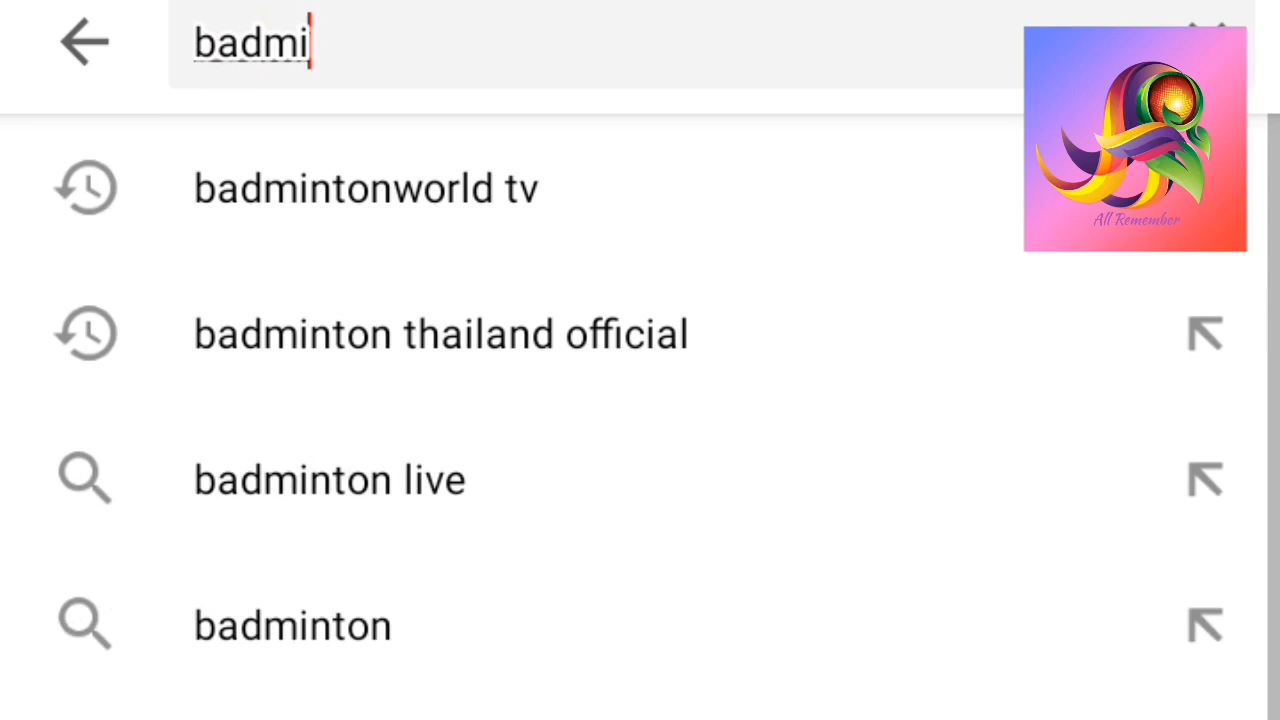 badmi
badmintonworld tv
All Remember
badminton thailand official
badminton live
badminton